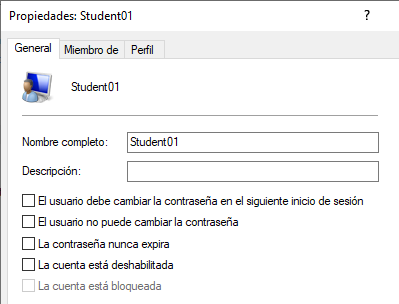 Propiedades: Student01
?
General
Miembro de
Perfil
Student01
Nombre completo:
Student01
Descripción:
El usuario debe cambiar la contraseña en el siguiente inicio de sesión
El usuario no puede cambiar la contraseña
La contraseña nunca expira
La cuenta está deshabilitada
La cuenta está bloqueada